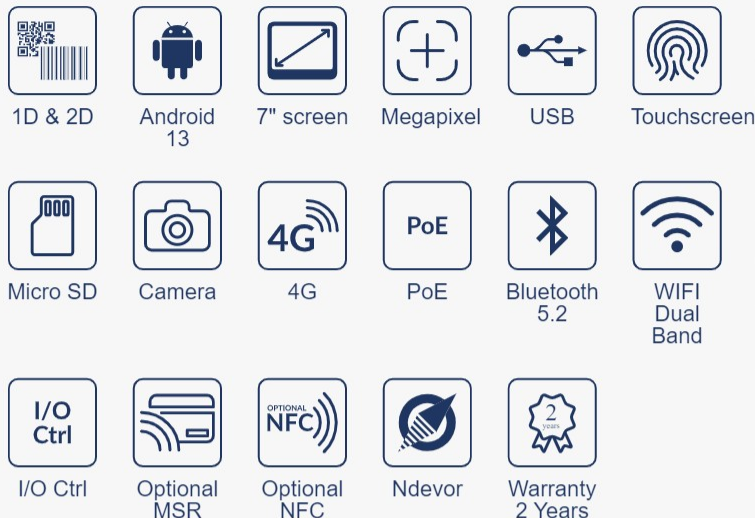 1D & 2D
Android
13
7" screen
Megapixel
USB
Touchscreen
4G
PoE
Micro SD
Camera
4G
PoE
Bluetooth
5.2
WIFI
Dual
Band
I/O
Ctrl
OPTIONAL
NFC
2
years
I/O Ctrl
Optional
MSR
Optional
NFC
Ndevor
Warranty
2 Years